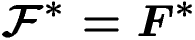 𝓕* = 𝑭*